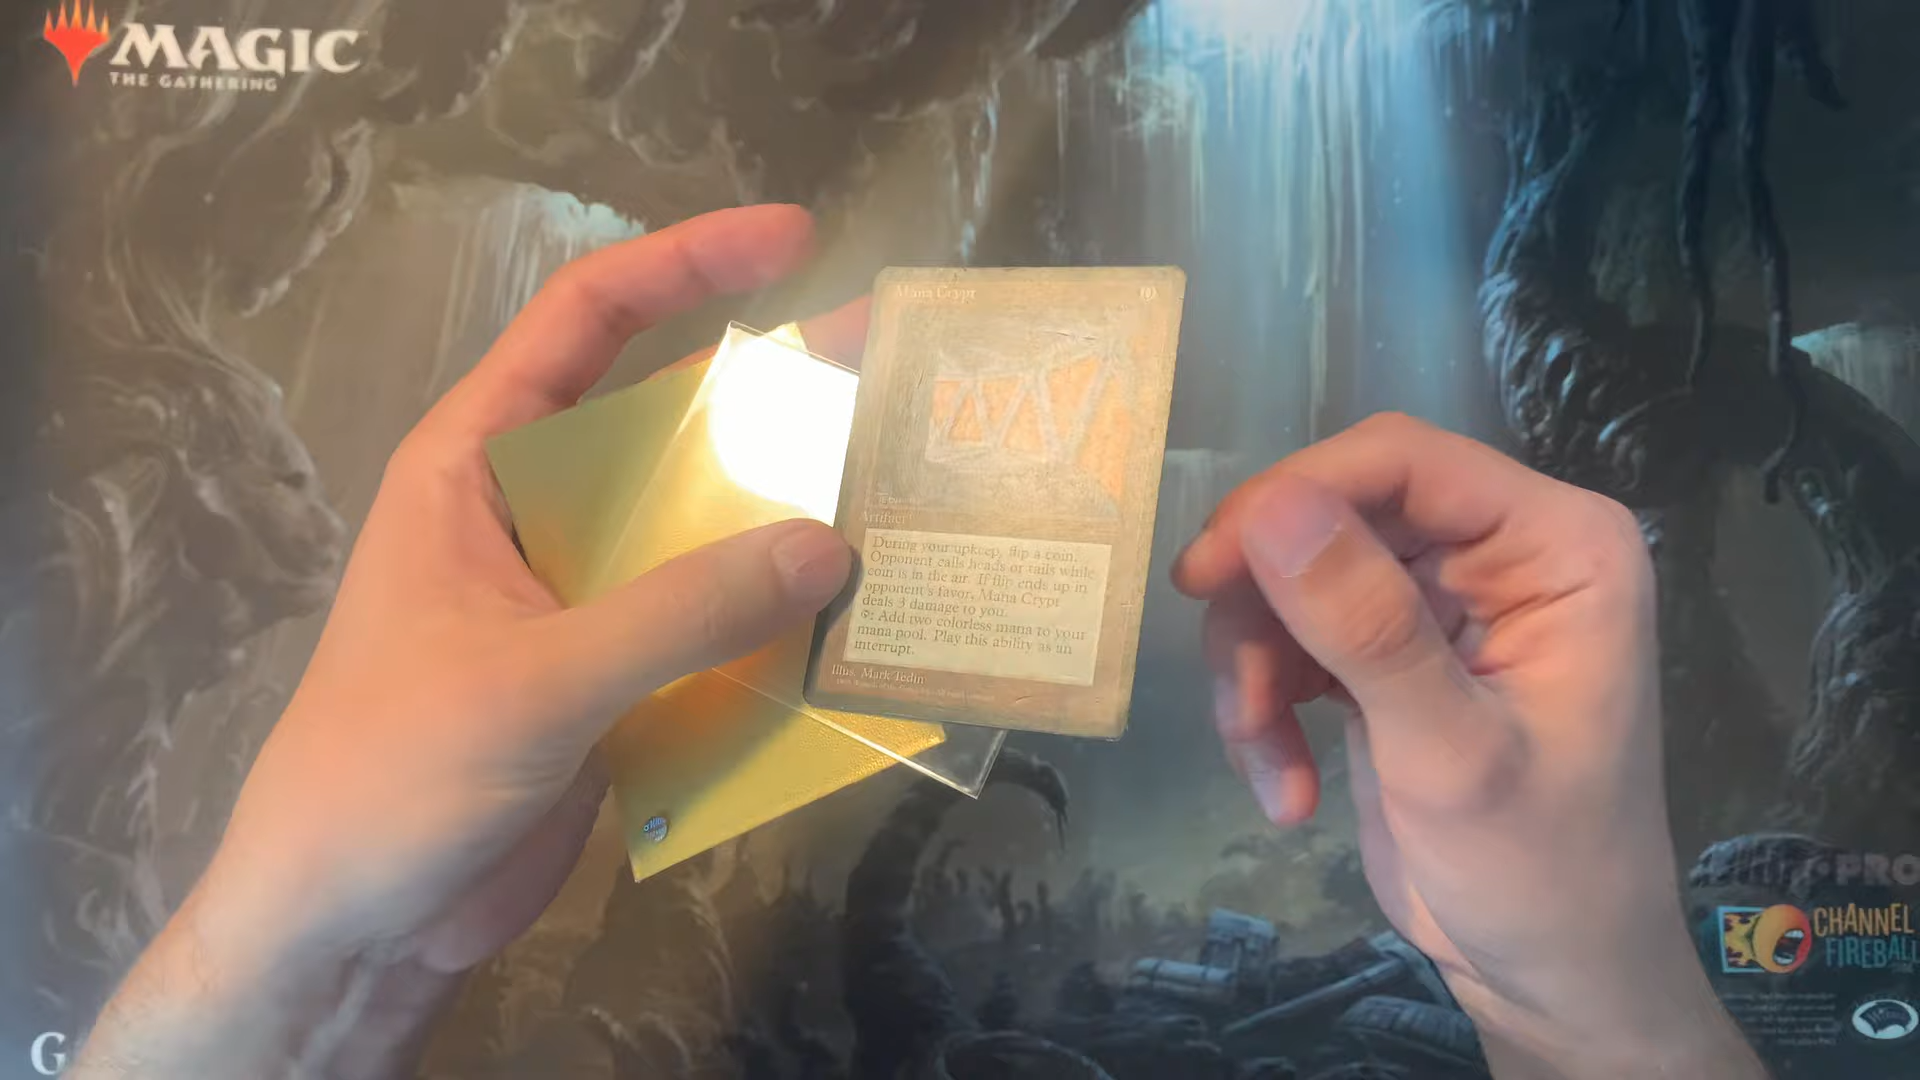 MAGIC
THE GATHERING
Mana Crypt
0
Artifact
During your upkeep, flip a coin.
Opponent calls heads or tails while
coin is in the air. If flip ends up in
opponent's favor, Mana Crypt
deals 3 damage to you.
: Add two colorless mana to your
mana pool. Play this ability as an
interrupt.
Illus. Mark Tedin
PRO
CHANNEL
FIREBALL
G